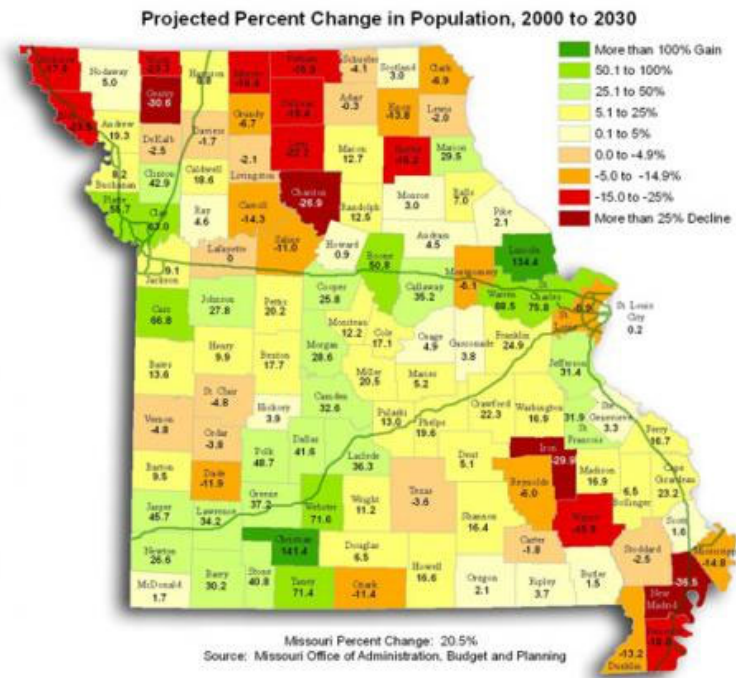 Projected Percent Change in Population, 2000 to 2030
More than 100% Gain
50.1 to 100%
25.1 to 50%
5.1 to 25%
0.1 to 5%
0.0 to -4.9%
-5.0 to -14.9%
-15.0 to -25%
More than 25% Decline
Nodaway
5.0
Gentry
-30.6
Schuyler
-4.1
Scotland
3.0
Clark
-6.9
Andrew
19.3
DeKalb
-2.5
Daviess
-1.7
Grundy
-6.7
Adair
-0.3
Knox
-13.8
Lewis
-2.0
8.2
Buchanan
Clinton
42.9
Caldwell
19.6
-2.1
Livingston
Macon
12.7
Marion
29.5
Platte
Clay
63.0
Ray
4.6
Carroll
-14.3
Chariton
-26.9
Randolph
12.5
Monroe
3.0
Ralls
7.0
Pike
2.1
Lafayette
0
Saline
-11.0
Howard
0.9
Boone
50.8
Audrain
4.5
Lincoln
134.4
9.1
Jackson
Cooper
25.8
Callaway
35.2
Montgomery
-6.1
Warren
St
Charles
75.8
St Louis
City
0.2
Cass
66.8
Johnson
27.8
Pettis
20.2
Moniteau
12.2
Cole
17.1
Osage
4.9
Gasconade
3.8
Franklin
24.9
Jefferson
31.4
Bates
13.6
Henry
9.9
Benton
17.7
Morgan
28.6
Miller
20.5
Maries
5.2
St. Clair
-4.8
Hickory
3.9
Camden
32.6
Pulaski
13.0
Phelps
19.6
Crawford
22.3
Washington
16.9
31.9
St
Francois
Ste
Genevieve
3.3
Perry
16.7
Vernon
-4.8
Cedar
-3.8
Polk
48.7
Dallas
41.6
Laclede
36.3
Dent
5.1
Iron
-29.9
Madison
16.9
Cape
Girardeau
23.2
Barton
9.5
Dade
-11.9
Greene
37.2
Webster
71.6
Wright
11.2
Texas
-3.6
Reynolds
-6.0
6.5
Bollinger
Jasper
45.7
Lawrence
34.2
Christian
141.4
Douglas
6.5
Shannon
16.4
Carter
-1.8
Scott
1.6
Stoddard
-2.5
Mississippi
-14.8
Newton
26.6
McDonald
1.7
Barry
30.2
Stone
40.8
Taney
71.4
Ozark
-11.4
Howell
16.6
Oregon
2.1
Ripley
3.7
Butler
1.5
New
Madrid
-13.2
Dunklin
Missouri Percent Change: 20.5%
Source: Missouri Office of Administration, Budget and Planning